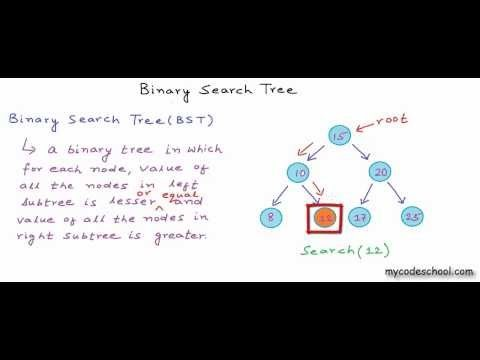 Binary Search Tree
Binary Search Tree(BST)
↳ a binary tree in which
for each node, value of
all the nodes in left
or equal
subtree is lesser ^ and
value of all the nodes in
right subtree is greater.
root
15
10
20
8
12
17
25
Search(12)
mycodeschool.com